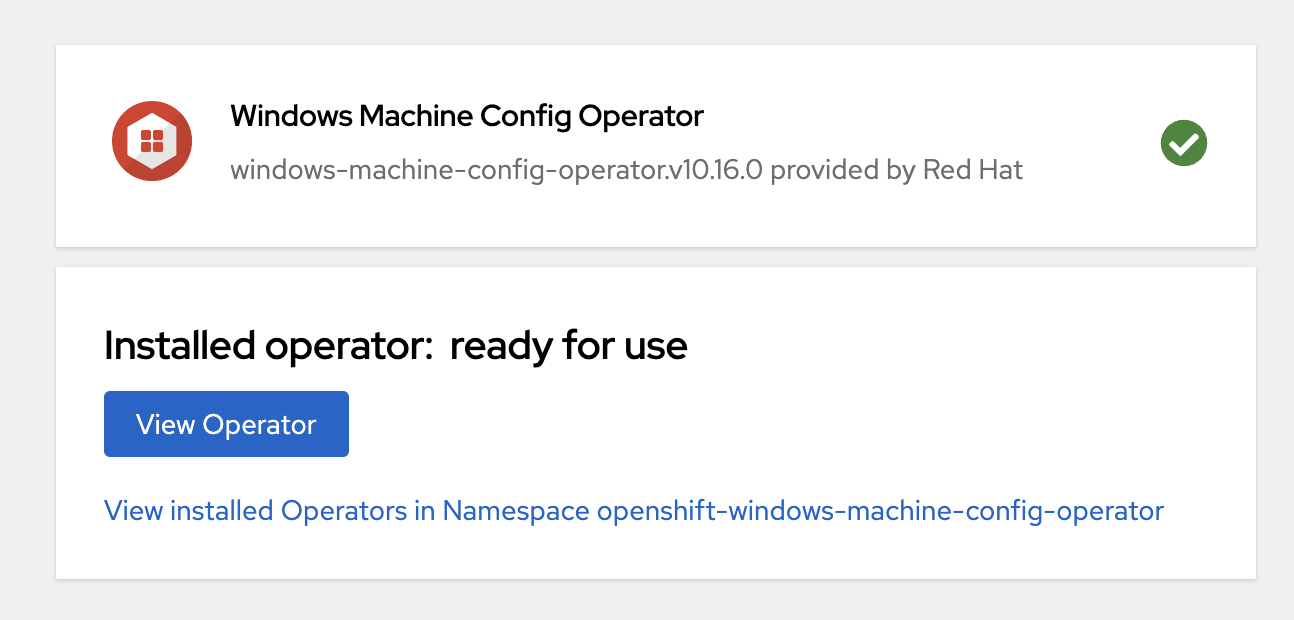 Windows Machine Config Operator
windows-machine-config-operator.v10.16.0 provided by Red Hat
Installed operator: ready for use
View Operator
View installed Operators in Namespace openshift-windows-machine-config-operator